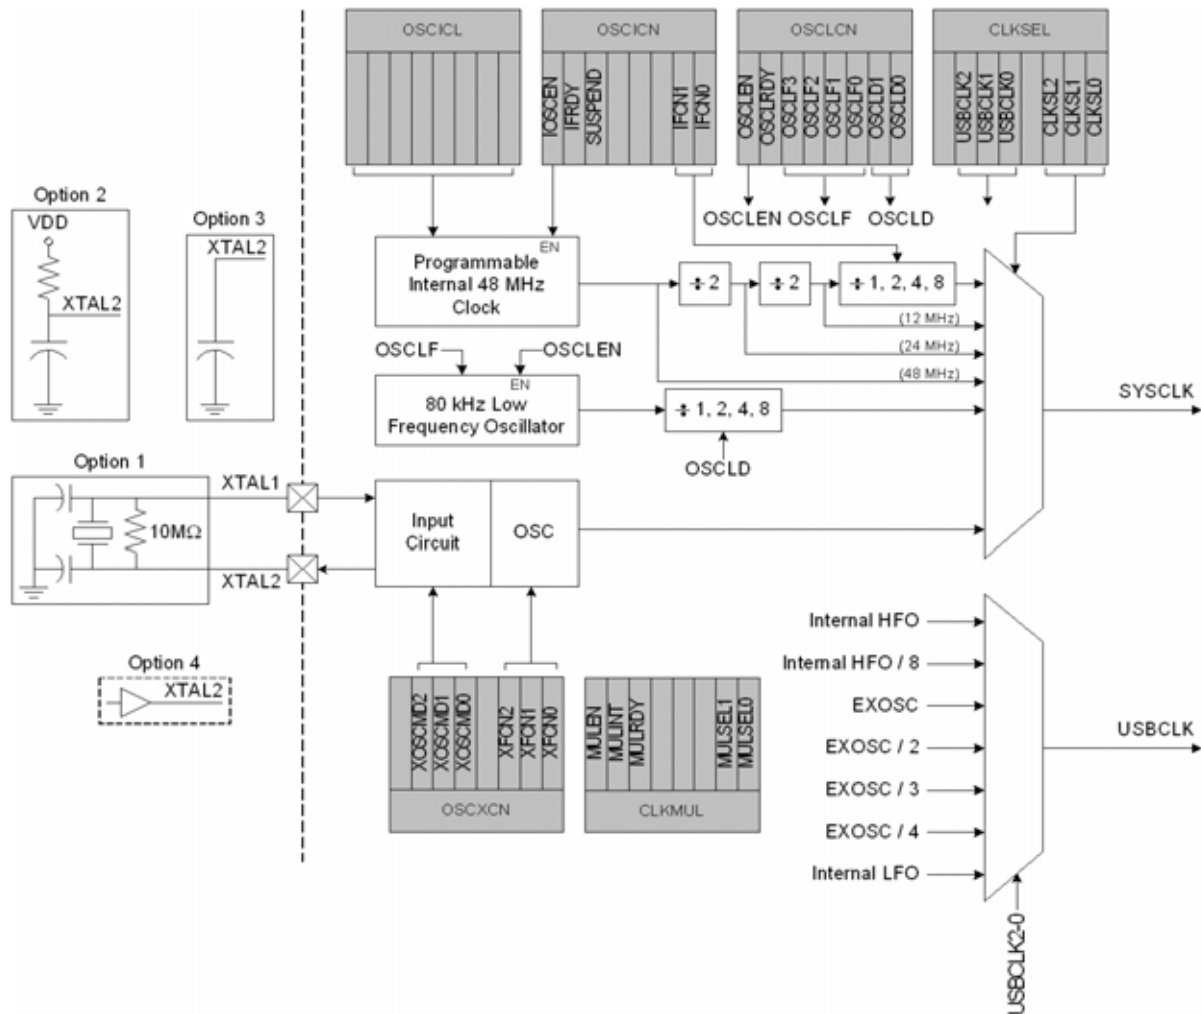 OSCICL
OSCICN
OSCLCN
CLKSEL
IOSCEN
IFRDY
SUSPEND
IFCN1
IFCN0
OSCLEN
OSCLRDY
OSCLF3
OSCLF2
OSCLF1
OSCLF0
OSCLD1
OSCLD0
USBCLK2
USBCLK1
USBCLK0
CLKSL2
CLKSL1
CLKSL0
Option 2
VDD
XTAL2
Option 3
XTAL2
OSCLEN OSCLF OSCLD
EN
Programmable
Internal 48 MHz
Clock
÷ 2
÷ 2
÷ 1, 2, 4, 8
(12 MHz)
(24 MHz)
(48 MHz)
OSCLF
OSCLEN
EN
80 kHz Low
Frequency Oscillator
÷ 1, 2, 4, 8
OSCLD
SYSCLK
Option 1
XTAL1
10MΩ
XTAL2
Input
Circuit
OSC
Option 4
XTAL2
XOSCMD2
XOSCMD1
XOSCMD0
XFCN2
XFCN1
XFCN0
OSCXCN
MULEN
MULINT
MULRDY
MULSEL1
MULSEL0
CLKMUL
Internal HFO
Internal HFO / 8
EXOSC
EXOSC / 2
EXOSC / 3
EXOSC / 4
Internal LFO
USBCLK
USBCLK2-0